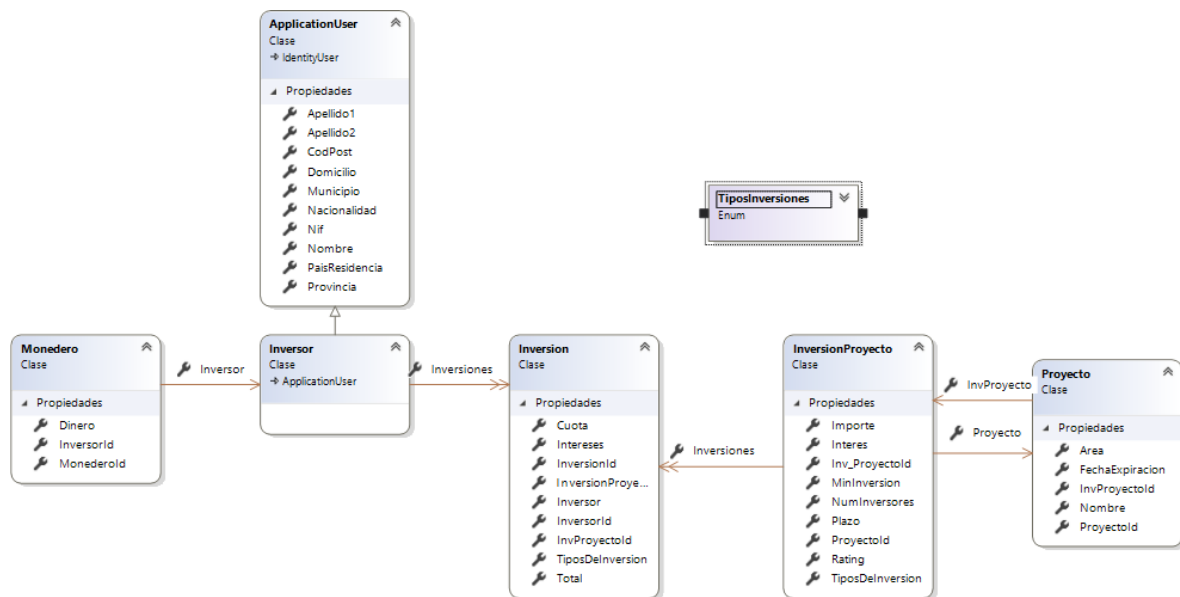 ApplicationUser
Clase
IdentityUser
Propiedades
Apellido1
Apellido2
CodPost
Domicilio
Municipio
Nacionalidad
Nif
Nombre
PaisResidencia
Provincia
TiposInversiones
Enum
Monedero
Clase
Propiedades
Dinero
InversorId
MonederoId
Inversor
Inversor
Clase
ApplicationUser
Inversiones
Inversion
Clase
Propiedades
Cuota
Intereses
InversionId
InversionProye...
Inversor
InversorId
InvProyectoId
TiposDeInversion
Total
Inversiones
InversionProyecto
Clase
Propiedades
Importe
Interes
Inv_ProyectoId
MinInversion
NumInversores
Plazo
ProyectoId
Rating
TiposDeInversion
InvProyecto
Proyecto
Proyecto
Clase
Propiedades
Area
FechaExpiracion
InvProyectoId
Nombre
ProyectoId